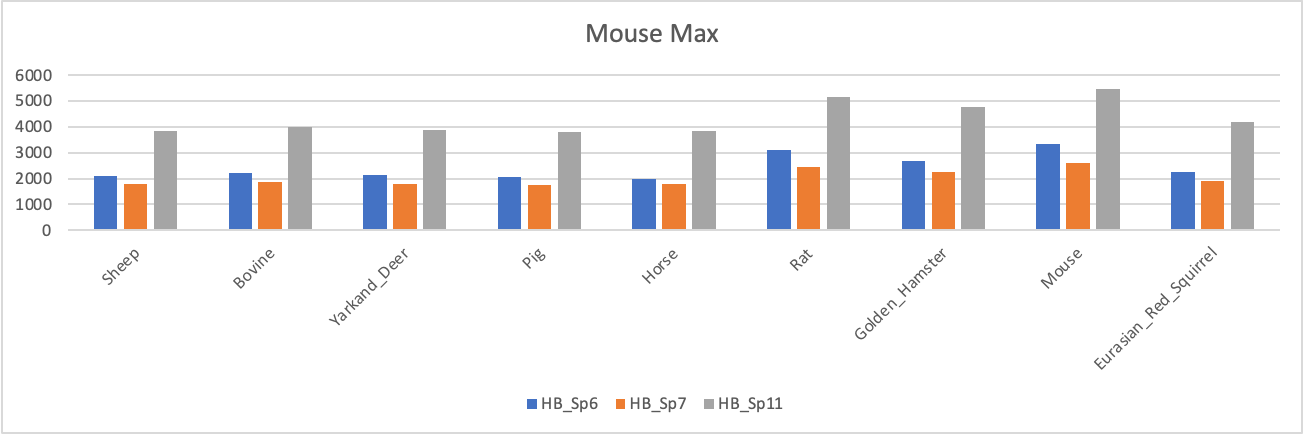 Mouse Max
6000
5000
4000
3000
2000
1000
0
Sheep
Bovine
Yarkand_Deer
Pig
Horse
Rat
Golden_Hamster
Mouse
Eurasian_Red_Squirrel
HB_Sp6 HB_Sp7 HB_Sp11